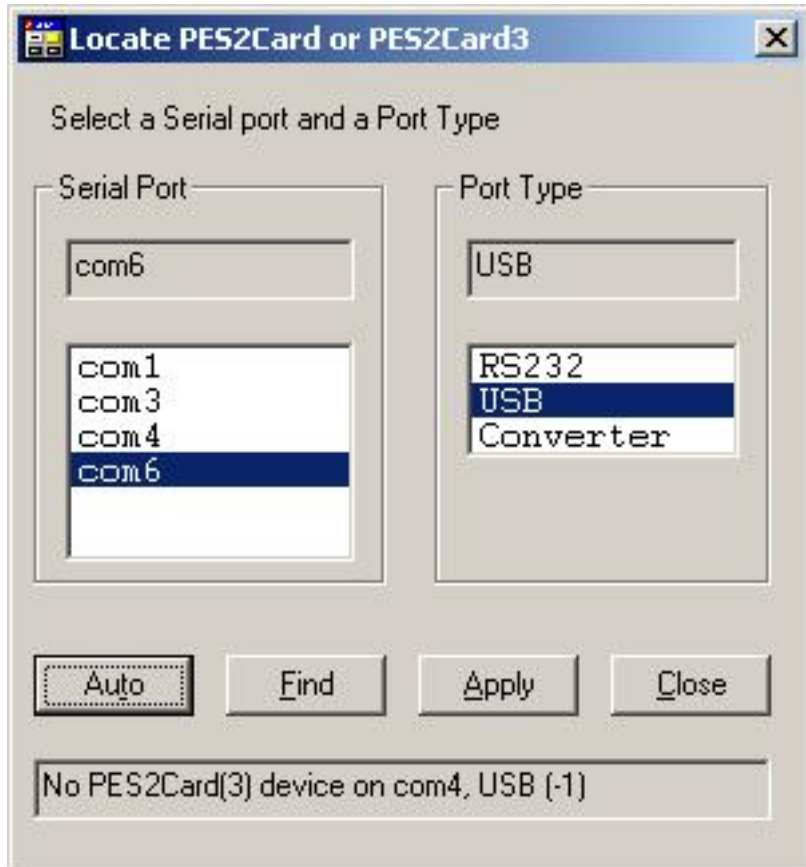 Locate PES2Card or PES2Card3
Select a Serial port and a Port Type
Serial Port
com6
com1
com3
com4
com6
Port Type
USB
RS232
USB
Converter
Auto Find Apply Close
No PES2Card(3) device on com4, USB (-1)